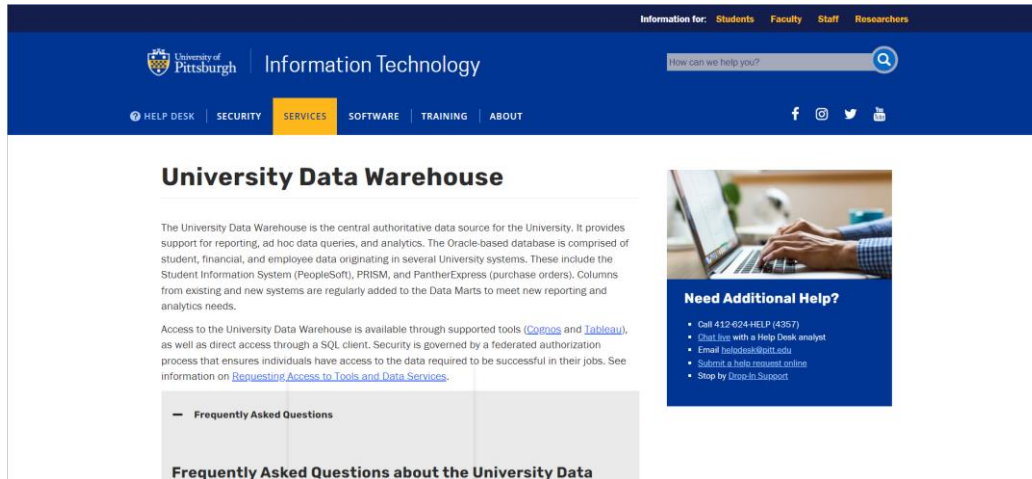 Information for: Students Faculty Staff Researchers
University of
Pittsburgh
Information Technology
How can we help you?
HELP DESK SECURITY SERVICES SOFTWARE TRAINING ABOUT
You
Tube
University Data Warehouse
The University Data Warehouse is the central authoritative data source for the University. It provides
support for reporting, ad hoc data queries, and analytics. The Oracle-based database is comprised of
student, financial, and employee data originating in several University systems. These include the
Student Information System (PeopleSoft), PRISM, and PantherExpress (purchase orders). Columns
from existing and new systems are regularly added to the Data Marts to meet new reporting and
analytics needs.
Access to the University Data Warehouse is available through supported tools (Cognos and Tableau),
as well as direct access through a SQL client. Security is governed by a federated authorization
process that ensures individuals have access to the data required to be successful in their jobs. See
information on Requesting Access to Tools and Data Services.
Frequently Asked Questions
Frequently Asked Questions about the University Data
Need Additional Help?
Call 412-624-HELP (4357)
Chat live with a Help Desk analyst
Email helpdesk@pitt.edu
Submit a help request online
Stop by Drop-In Support